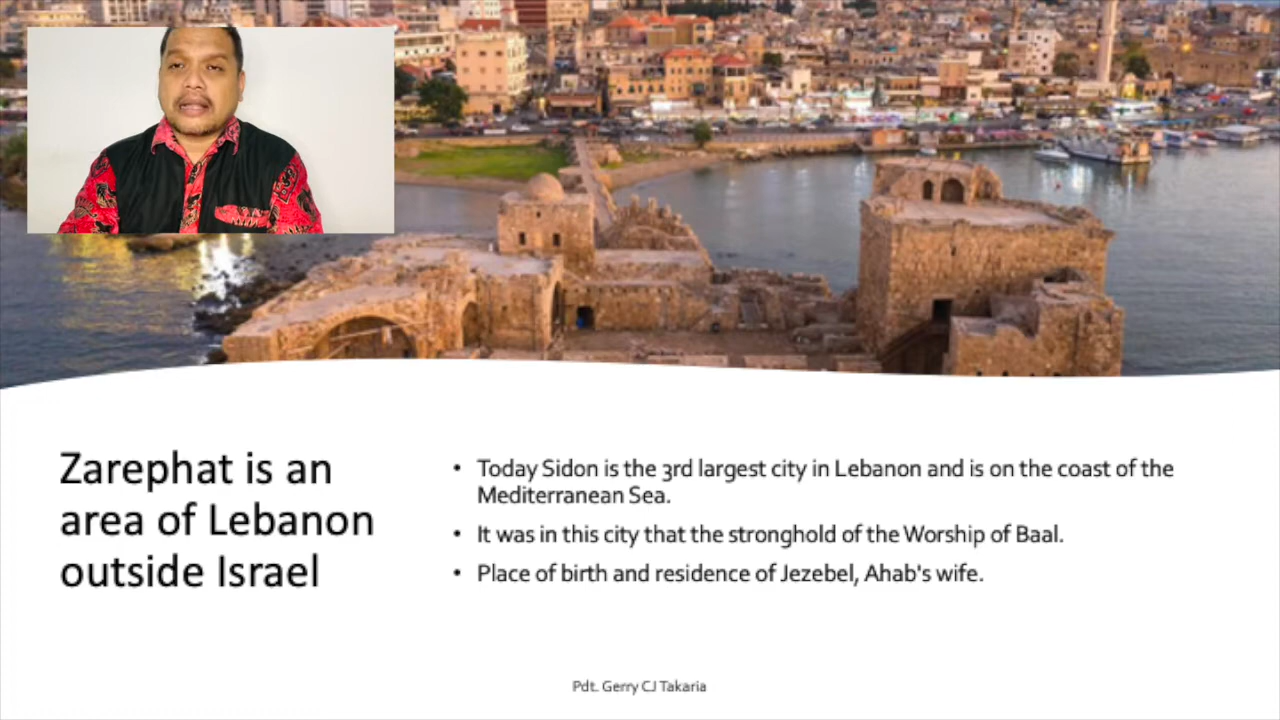 Zarephat is an
area of Lebanon
outside Israel
• Today Sidon is the 3rd largest city in Lebanon and is on the coast of the
Mediterranean Sea.
• It was in this city that the stronghold of the Worship of Baal.
• Place of birth and residence of Jezebel, Ahab's wife.
Pdt. Gerry CJ Takaria